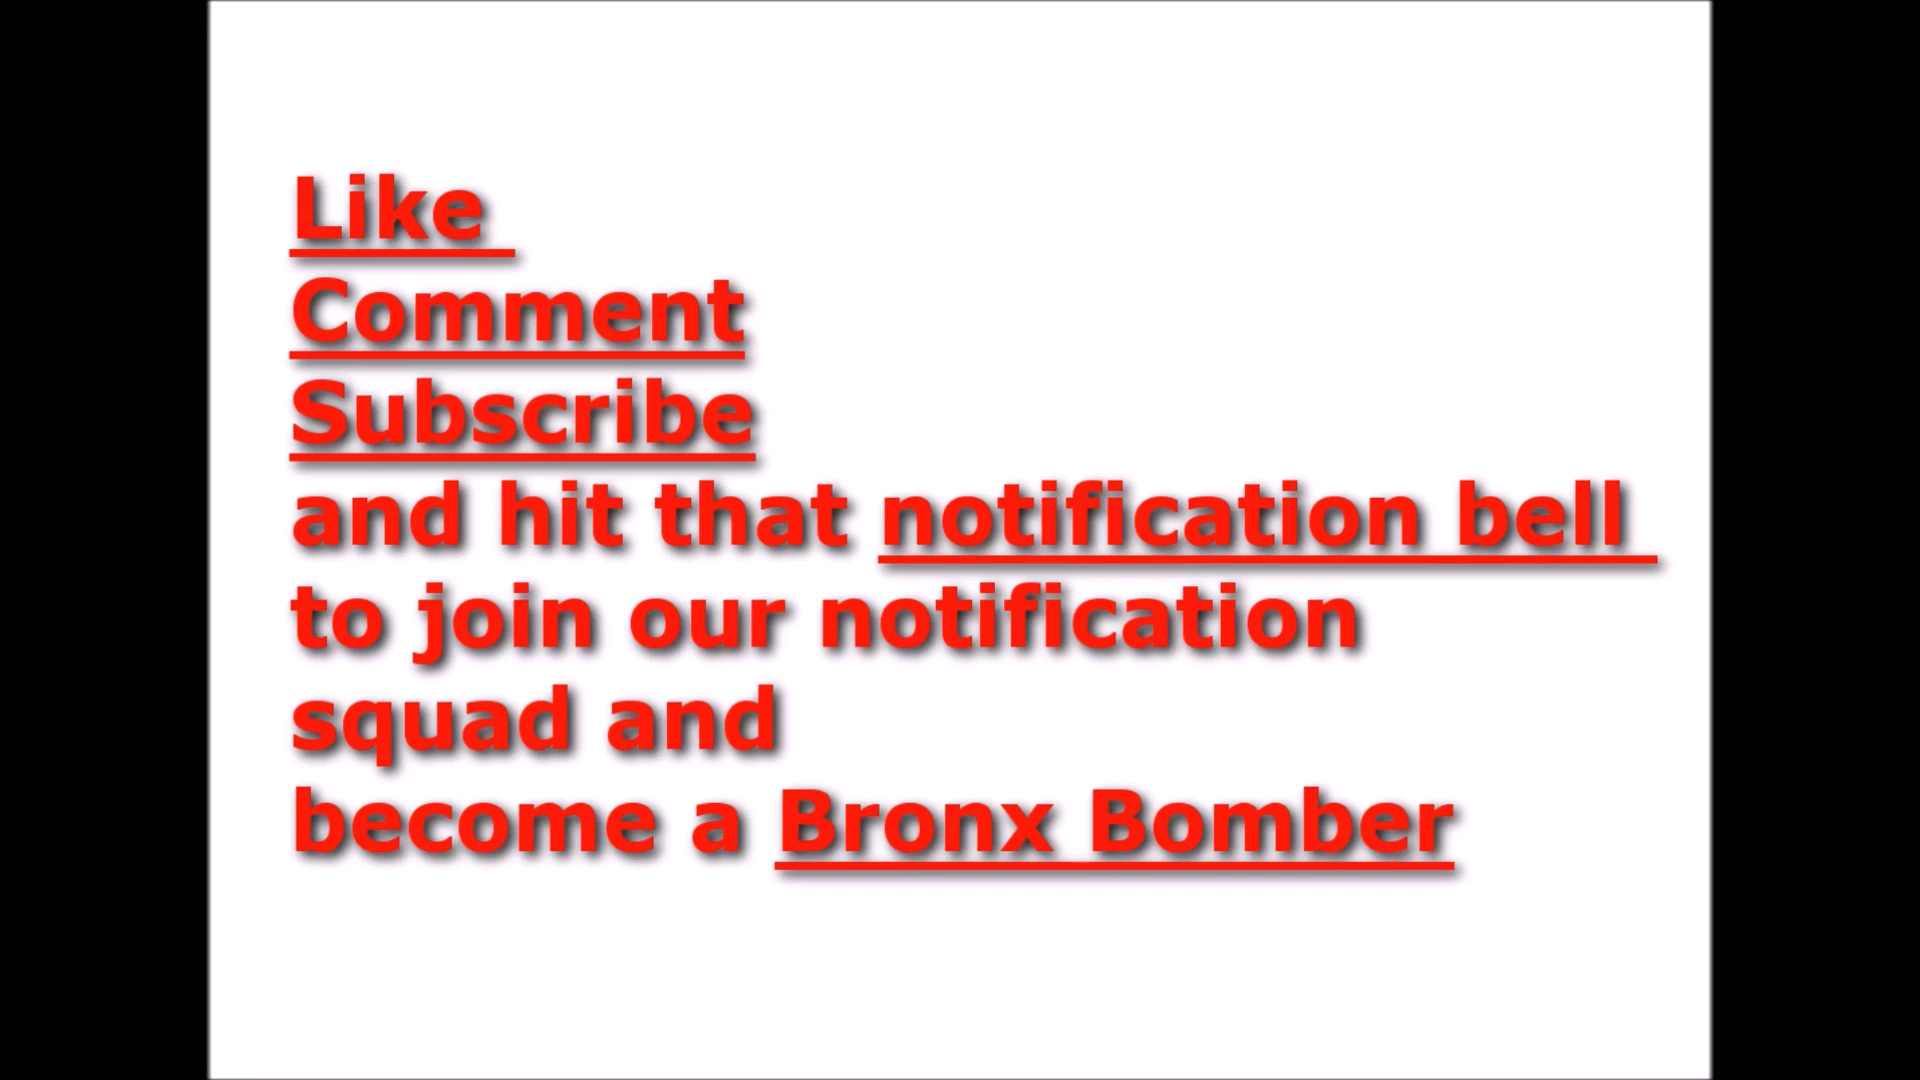 Like
Comment
Subscribe
and hit that notification bell
to join our notification
squad and
become a Bronx Bomber